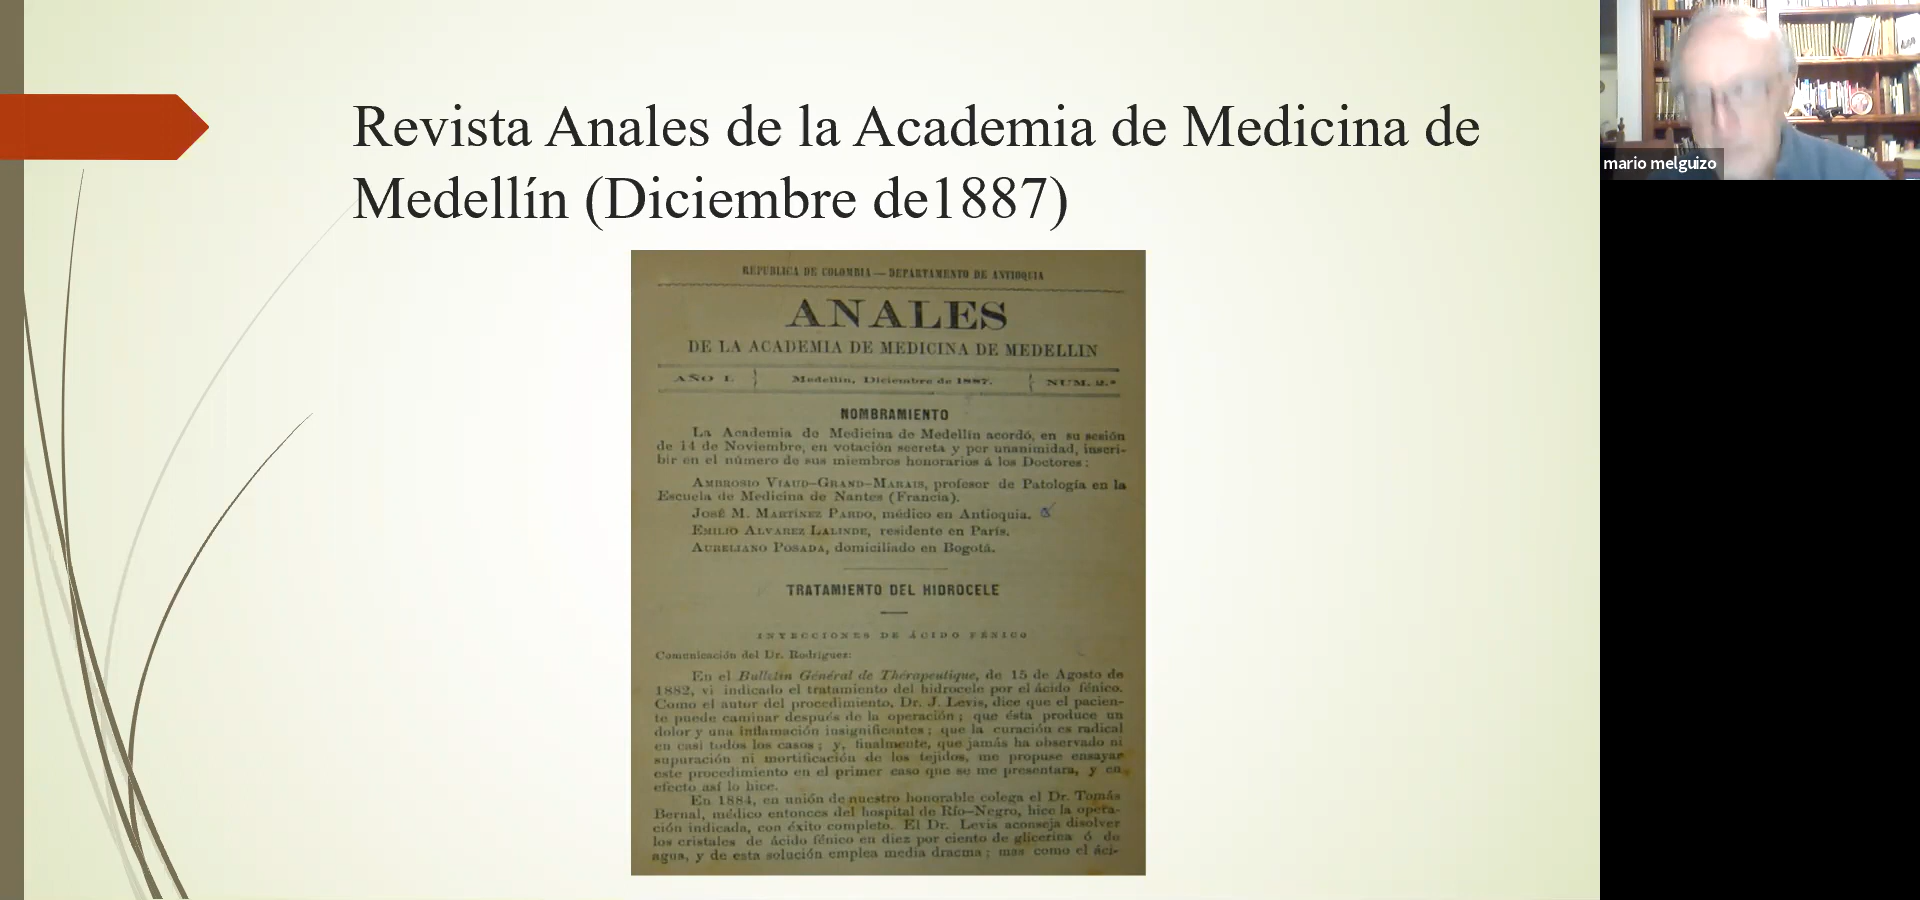 Revista Anales de la Academia de Medicina de
Medellín (Diciembre de1887)
mario melguizo
REPUBLICA DE COLOMBIA — DEPARTAMENTO DE ANTIOQUIA
ANALES
DE LA ACADEMIA DE MEDICINA DE MEDELLIN
AÑO I. Medellín, Diciembre de 1887. NUM. 2.º
NOMBRAMIENTO
La Academia de Medicina de Medellín acordó, en su sesión
de 14 de Noviembre, en votación secreta y por unanimidad, inscri-
bir en el número de sus miembros honorarios á los Doctores:
AMBROSIO VIAUD–GRAND–MARAIS, profesor de Patología en la
Escuela de Medicina de Nantes (Francia).
JOSÉ M. MARTÍNEZ PARDO, médico en Antioquia.
EMILIO ALVAREZ LALINDE, residente en París.
AURELIANO POSADA, domiciliado en Bogotá.
TRATAMIENTO DEL HIDROCELE
INYECCIONES DE ÁCIDO FÉNICO
Comunicación del Dr. Rodríguez:
En el Bulletin Général de Thérapeutique, de 15 de Agosto de
1882, vi indicado el tratamiento del hidrocele por el ácido fénico.
Como el autor del procedimiento, Dr. J. Levis, dice que el pacien-
te puede caminar después de la operación; que ésta produce un
dolor y una inflamación insignificantes; que la curación es radical
en casi todos los casos; y, finalmente, que jamás ha observado ni
supuración ni mortificación de los tejidos, me propuse ensayar
este procedimiento en el primer caso que se me presentara, y en
efecto así lo hice.
En 1884, en unión de nuestro honorable colega el Dr. Tomás
Bernal, médico entonces del hospital de Río–Negro, hice la opera-
ción indicada, con éxito completo. El Dr. Levis aconseja disolver
los cristales de ácido fénico en diez por ciento de glicerina ó de
agua, y de esta solución emplea media dracma; mas como el áci-